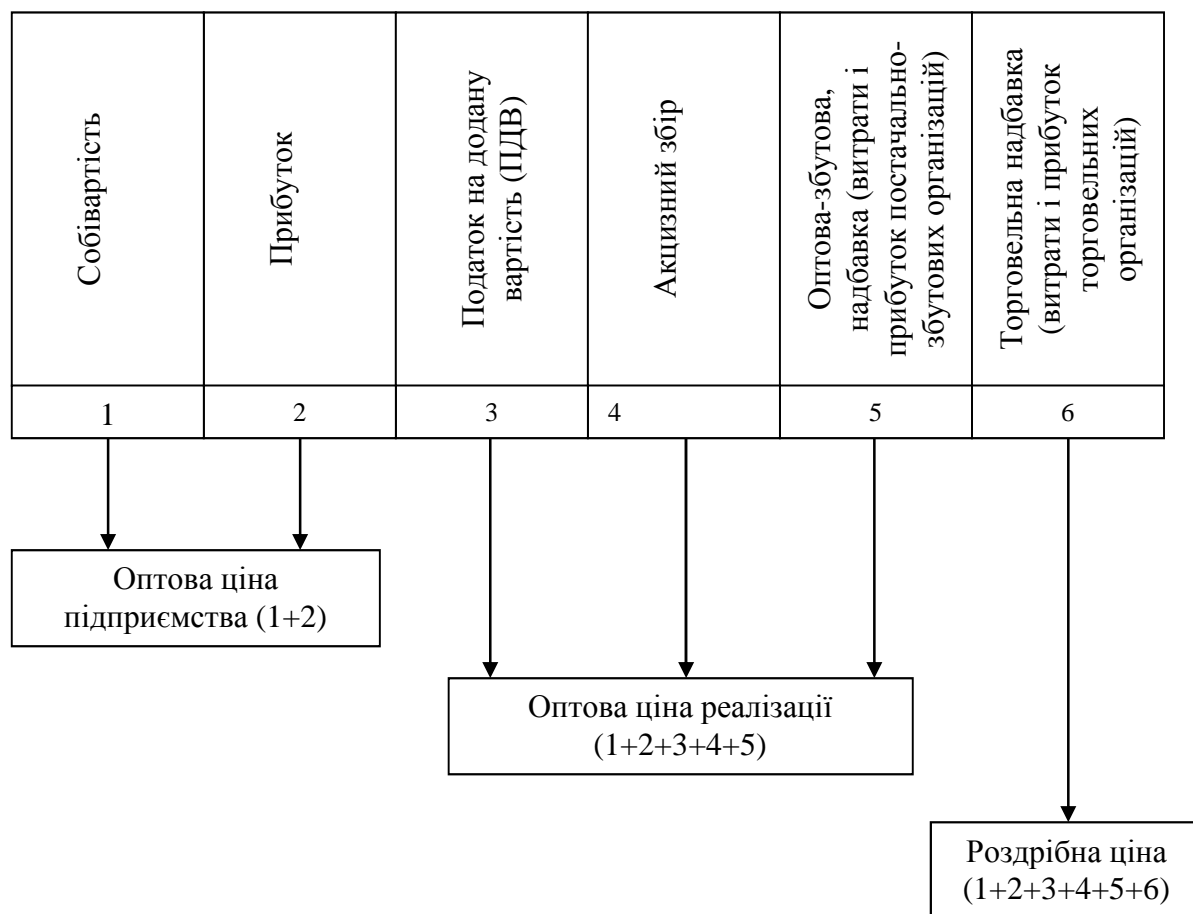 Собівартість
Прибуток
Податок на додану
вартість (ПДВ)
Акцизний збір
Оптова-збутова,
надбавка (витрати і
прибуток постачально-
збутових організацій)
Торговельна надбавка
(витрати і прибуток
торговельних
організацій)
1
2
3
4
5
6
Оптова ціна
підприємства (1+2)
Оптова ціна реалізації
(1+2+3+4+5)
Роздрібна ціна
(1+2+3+4+5+6)